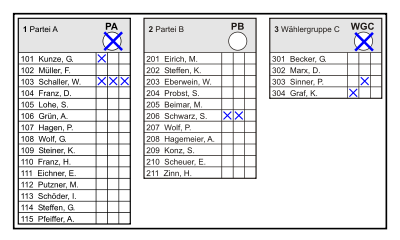 1 Partei A PA
101 Kunze, G.
102 Müller, F.
103 Schaller, W.
104 Franz, D.
105 Lohe, S.
106 Grün, A.
107 Hagen, P.
108 Wolf, G.
109 Steiner, K.
110 Franz, H.
111 Eichner, E.
112 Putzner, M.
113 Schöder, I.
114 Steffen, G.
115 Pfeiffer, A.
2 Partei B PB
201 Eirich, M.
202 Steffen, K.
203 Eberwein, W.
204 Probst, S.
205 Beimar, M.
206 Schwarz, S.
207 Wolf, P.
208 Hagemeier, A.
209 Konz, S.
210 Scheuer, E.
211 Zinn, H.
3 Wählergruppe C WGC
301 Becker, G.
302 Marx, D.
303 Sinner, P.
304 Graf, K.